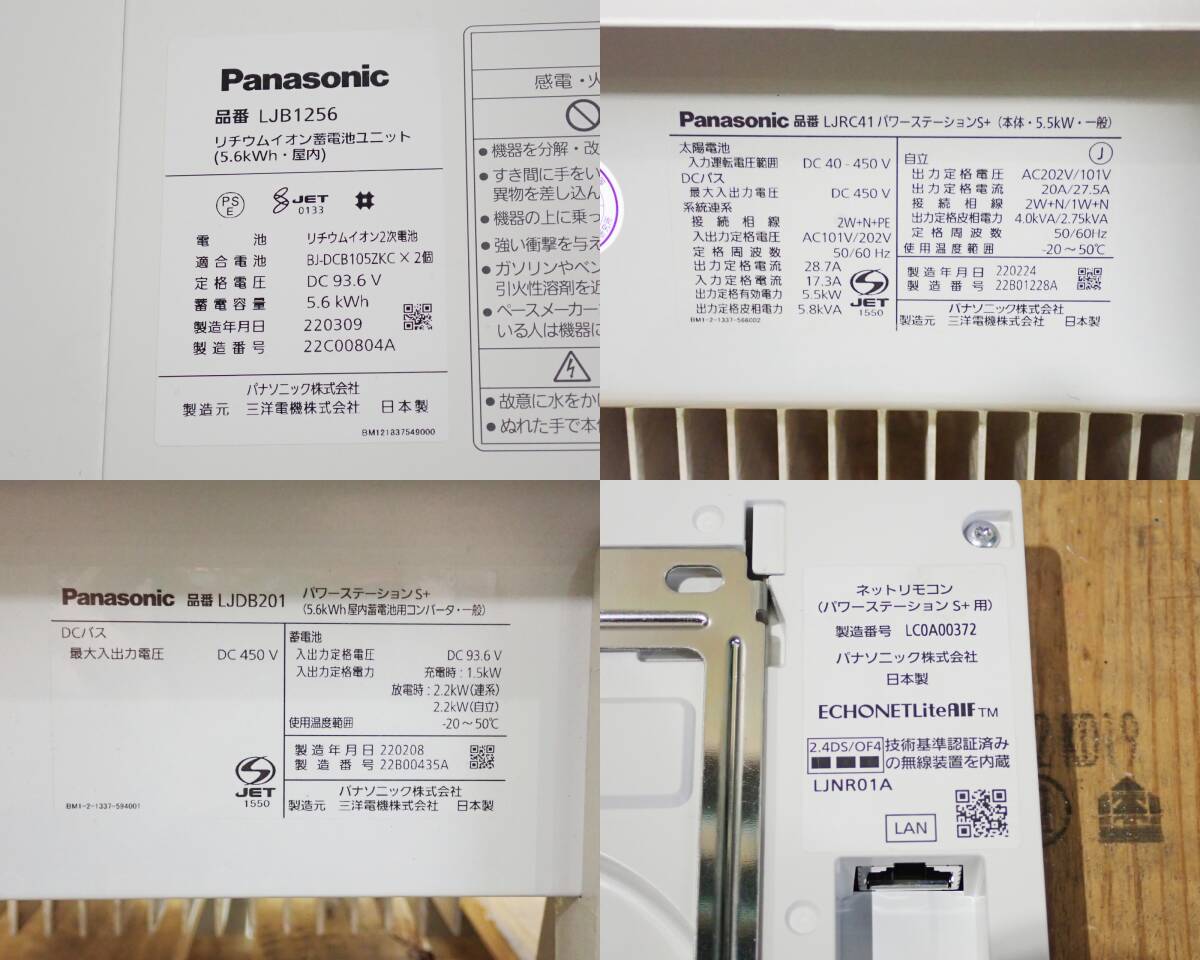 Panasonic
品番 LJB1256
リチウムイオン蓄電池ユニット
(5.6kWh・屋内)
PS
E
JET
0133
電池 リチウムイオン2次電池
適合電池 BJ-DCB105ZKC×2個
定格電圧 DC 93.6 V
蓄電容量 5.6 kWh
製造年月日 220309
製造番号 22C00804A
パナソニック株式会社
製造元 三洋電機株式会社 日本製
BM121337549000
感電・火
●機器を分解・改
●すき間に手をい
異物を差し込ん
●機器の上に乗っ
●強い衝撃を与え
●ガソリンやベン
引火性溶剤を近
●ペースメーカー
いる人は機器に
●故意に水をかけ
●ぬれた手で本体
Panasonic 品番 LJRC41 パワーステーションS+ (本体・5.5kW・一般)
太陽電池
入力運転電圧範囲 DC 40 - 450 V
DCバス
最大入出力電圧 DC 450 V
系統連系
接続相線 2W+N+PE
入出力定格電圧 AC101V/202V
定格周波数 50/60 Hz
出力定格電流 28.7A
入力定格電流 17.3A
出力定格有効電力 5.5kW
出力定格皮相電力 5.8kVA
BM1-2-1337-566002
JET
1550
自立
J
出力定格電圧 AC202V/101V
出力定格電流 20A/27.5A
接続相線 2W+N/1W+N
出力定格皮相電力 4.0kVA/2.75kVA
定格周波数 50/60Hz
使用温度範囲 -20～50℃
製造年月日 220224
製造番号 22B01228A
パナソニック株式会社
製造元 三洋電機株式会社 日本製
Panasonic 品番 LJDB201 パワーステーションS+
(5.6kWh屋内蓄電池用コンバータ・一般)
DCバス
最大入出力電圧 DC 450 V
BM1-2-1337-594001
JET
1550
蓄電池
入出力定格電圧 DC 93.6 V
入出力定格電力 充電時:1.5kW
放電時:2.2kW(連系)
2.2kW(自立)
使用温度範囲 -20～50℃
製造年月日 220208
製造番号 22B00435A
パナソニック株式会社
製造元 三洋電機株式会社 日本製
ネットリモコン
(パワーステーション S+ 用)
製造番号 LC0A00372
パナソニック株式会社
日本製
ECHONETLiteAIF TM
2.4DS/OF4 技術基準認証済み
の無線装置を内蔵
LJNR01A
LAN